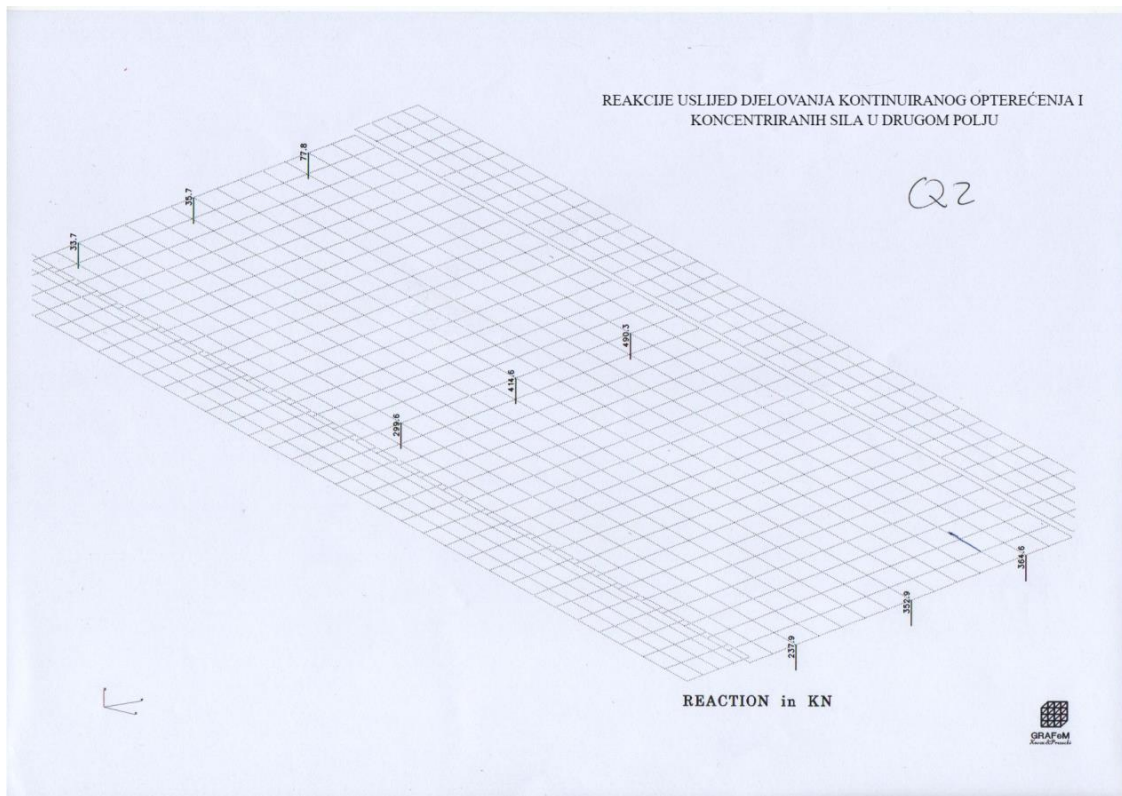 REAKCIJE USLIJED DJELOVANJA KONTINUIRANOG OPTEREĆENJA I
KONCENTRIRANIH SILA U DRUGOM POLJU
Q2
77.8
35.7
33.7
490.3
414.6
299.6
364.6
352.9
237.9
REACTION in KN
GRAFeM